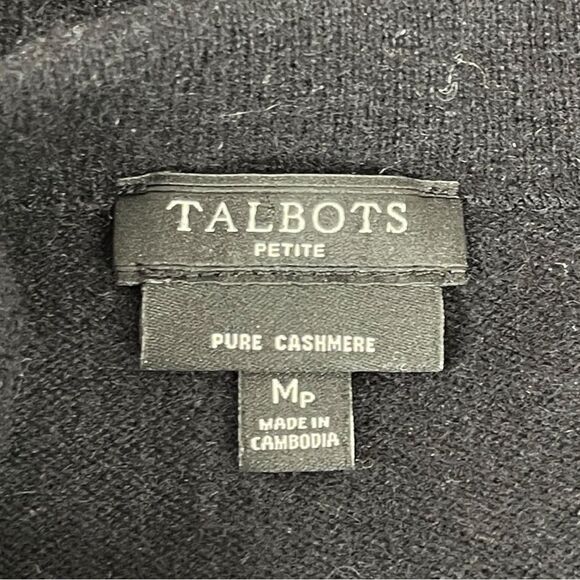 TALBOTS
PETITE
PURE CASHMERE
MP
MADE IN
CAMBODIA